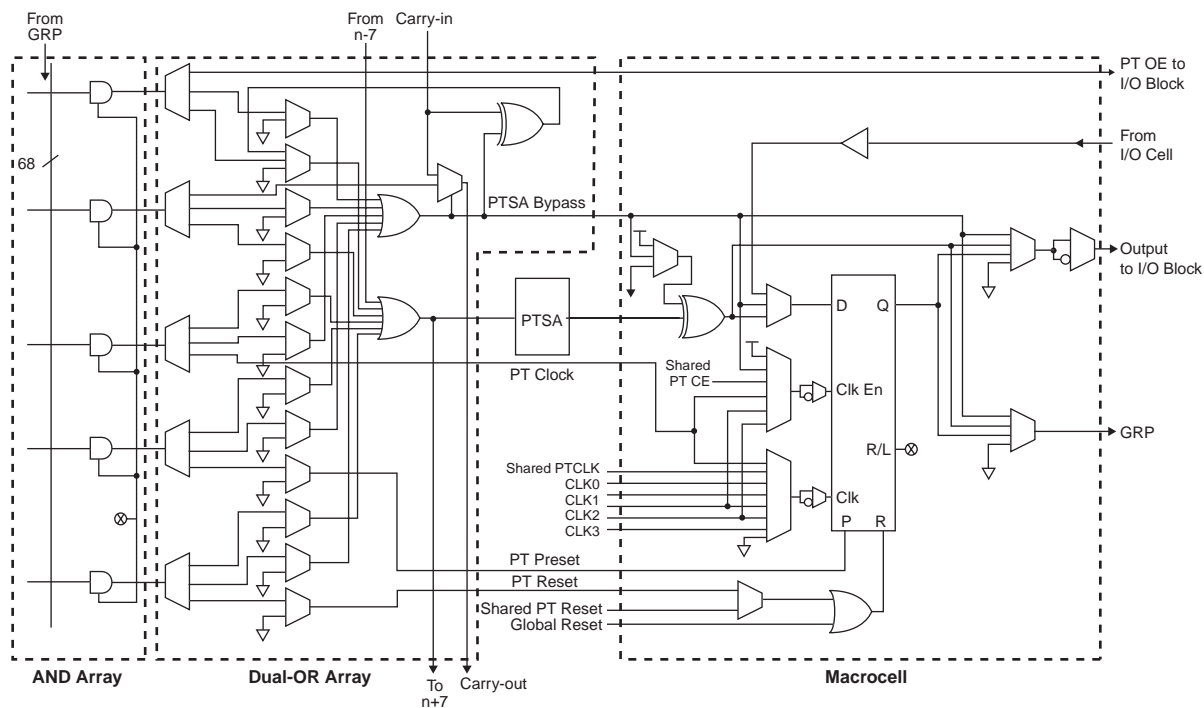 From
GRP
From
n-7
Carry-in
PT OE to
I/O Block
From
I/O Cell
68
PTSA Bypass
Output
to I/O Block
PTSA
D
Q
PT Clock
Shared
PT CE
Clk En
GRP
R/L
Shared PTCLK
CLK0
CLK1
CLK2
CLK3
Clk
P
R
PT Preset
PT Reset
Shared PT Reset
Global Reset
AND Array
Dual-OR Array
To
n+7
Carry-out
Macrocell